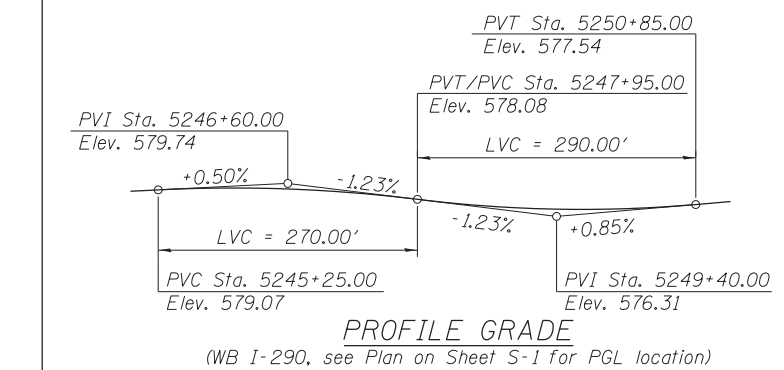 PVT Sta. 5250+85.00
Elev. 577.54
PVT/PVC Sta. 5247+95.00
Elev. 578.08
PVI Sta. 5246+60.00
Elev. 579.74
LVC = 290.00'
+0.50%
-1.23%
-1.23%
+0.85%
LVC = 270.00'
PVC Sta. 5245+25.00
Elev. 579.07
PVI Sta. 5249+40.00
Elev. 576.31
PROFILE GRADE
(WB I-290, see Plan on Sheet S-1 for PGL location)